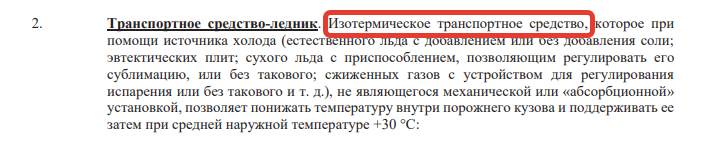 2. Транспортное средство-ледник. Изотермическое транспортное средство, которое при
помощи источника холода (естественного льда с добавлением или без добавления соли;
эвтектических плит; сухого льда с приспособлением, позволяющим регулировать его
сублимацию, или без такового; сжиженных газов с устройством для регулирования
испарения или без такового и т. д.), не являющегося механической или «абсорбционной»
установкой, позволяет понижать температуру внутри порожнего кузова и поддерживать ее
затем при средней наружной температуре +30 °C: